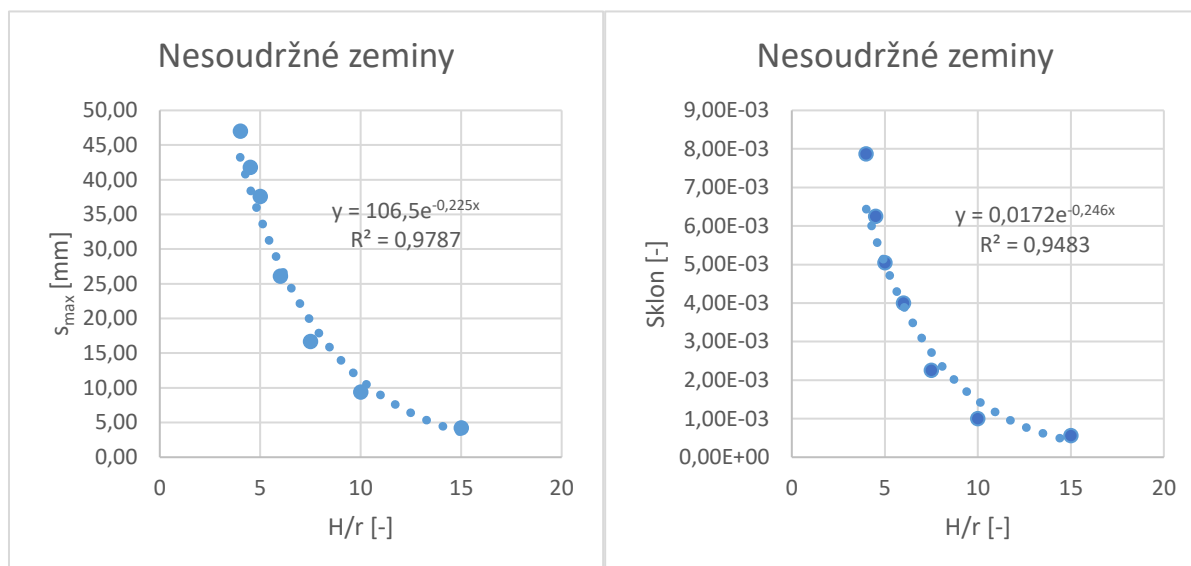 Nesoudržné zeminy
50,00
45,00
40,00
35,00
30,00
25,00
20,00
15,00
10,00
5,00
0,00
s_max [mm]
y = 106,5e^-0,225x
R² = 0,9787
0 5 10 15 20
H/r [-]
Nesoudržné zeminy
9,00E-03
8,00E-03
7,00E-03
6,00E-03
5,00E-03
4,00E-03
3,00E-03
2,00E-03
1,00E-03
0,00E+00
Sklon [-]
y = 0,0172e^-0,246x
R² = 0,9483
0 5 10 15 20
H/r [-]